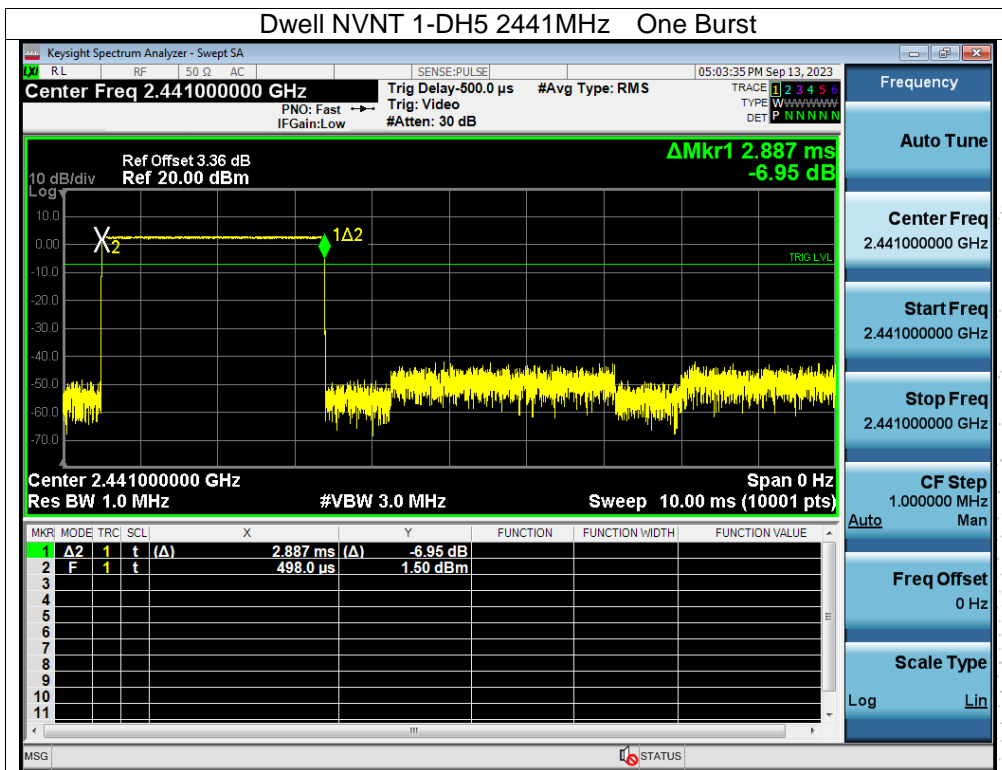 Dwell NVNT 1-DH5 2441MHz One Burst
Keysight Spectrum Analyzer - Swept SA
LXI RL RF 50 Ω AC SENSE:PULSE 05:03:35 PM Sep 13, 2023
Center Freq 2.441000000 GHz
PNO: Fast
IFGain:Low
Trig Delay-500.0 µs
Trig: Video
#Atten: 30 dB
#Avg Type: RMS
TRACE 1 2 3 4 5 6
TYPE WWWWWW
DET P N N N N N
Frequency
Auto Tune
Center Freq
2.441000000 GHz
Start Freq
2.441000000 GHz
Stop Freq
2.441000000 GHz
CF Step
1.000000 MHz
Auto Man
Freq Offset
0 Hz
Scale Type
Log Lin
ΔMkr1 2.887 ms
-6.95 dB
Ref Offset 3.36 dB
10 dB/div Ref 20.00 dBm
Log
10.0
0.00
-10.0
-20.0
-30.0
-40.0
-50.0
-60.0
-70.0
X2
1Δ2
TRIG LVL
Center 2.441000000 GHz Span 0 Hz
Res BW 1.0 MHz #VBW 3.0 MHz Sweep 10.00 ms (10001 pts)
MKR MODE TRC SCL X Y FUNCTION FUNCTION WIDTH FUNCTION VALUE
1 Δ2 1 t (Δ) 2.887 ms (Δ) -6.95 dB
2 F 1 t 498.0 µs 1.50 dBm
3
4
5
6
7
8
9
10
11
MSG STATUS